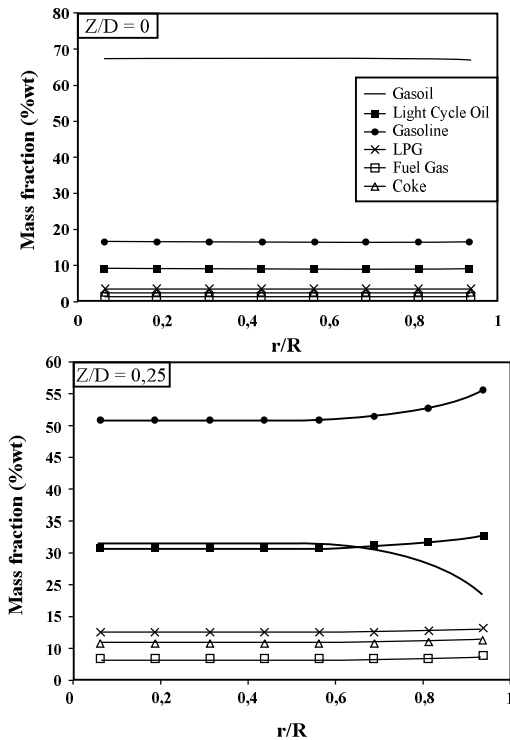 Z/D = 0
Mass fraction (%wt)
80
70
60
50
40
30
20
10
0
Gasoil
Light Cycle Oil
Gasoline
LPG
Fuel Gas
Coke
0 0,2 0,4 0,6 0,8 1
r/R
Z/D = 0,25
Mass fraction (%wt)
60
55
50
45
40
35
30
15
10
0
0 0,2 0,4 0,6 0,8 1
r/R